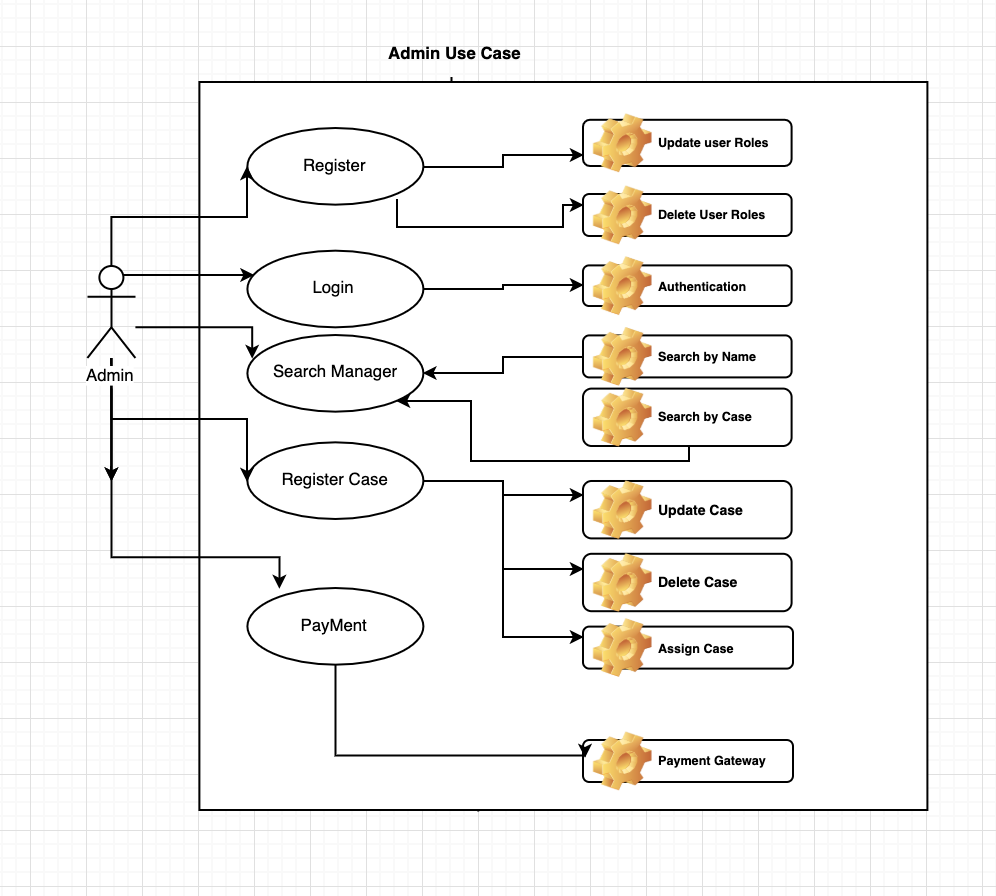 Admin Use Case
Register
Update user Roles
Delete User Roles
Login
Authentication
Search Manager
Search by Name
Admin
Search by Case
Register Case
Update Case
Delete Case
PayMent
Assign Case
Payment Gateway